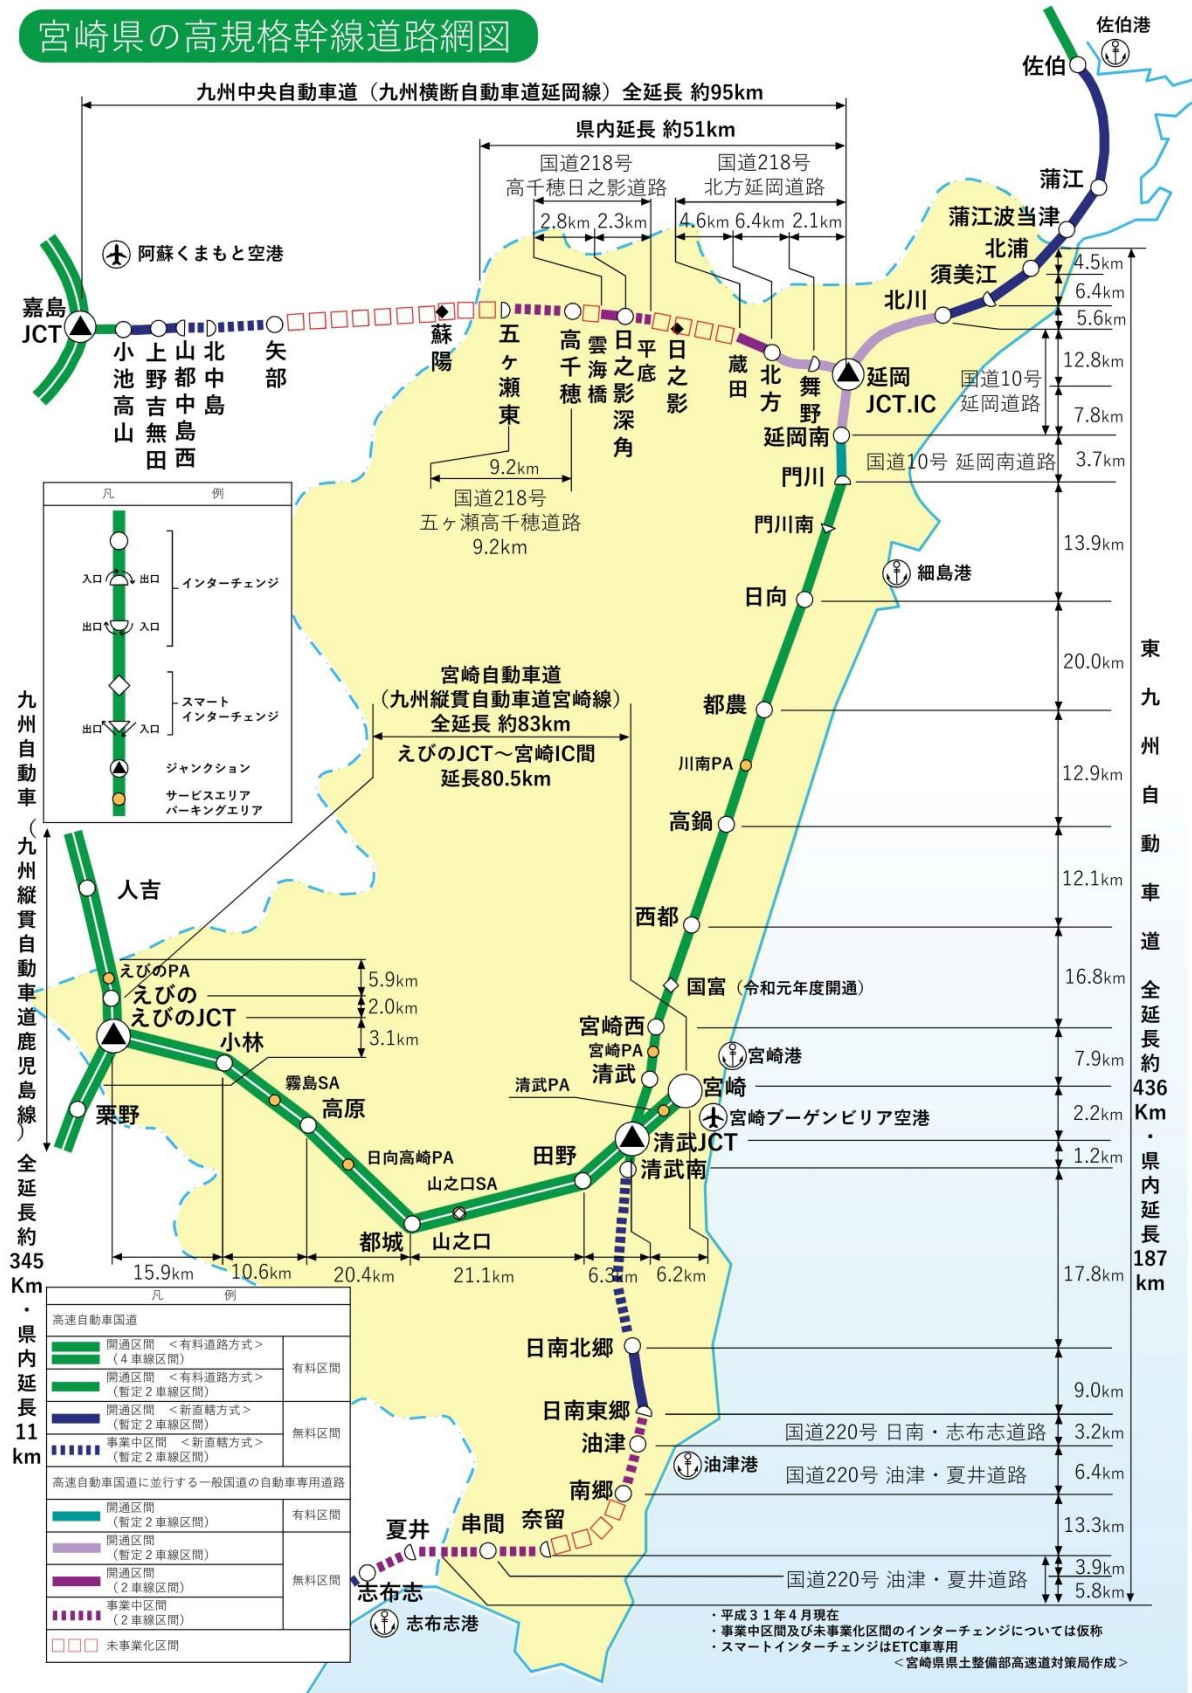 宮崎県の高規格幹線道路網図
佐伯港
佐伯
九州中央自動車道（九州横断自動車道延岡線）全延長 約95km
県内延長 約51km
国道218号
高千穂日之影道路
国道218号
北方延岡道路
2.8km
2.3km
4.6km
6.4km
2.1km
蒲江
蒲江波当津
北浦
須美江
北川
4.5km
6.4km
5.6km
12.8km
7.8km
3.7km
阿蘇くまもと空港
嘉島
JCT
小池高山
上野吉無田
山都中島西
北中島
矢部
蘇陽
五ヶ瀬東
高千穂
雲海橋
日之影深角
平底
日之影
蔵田
北方
舞野
延岡
JCT.IC
国道10号
延岡道路
延岡南
国道10号 延岡南道路
門川
9.2km
国道218号
五ヶ瀬高千穂道路
9.2km
門川南
13.9km
細島港
日向
凡 例
入口
出口
インターチェンジ
出口
入口
スマート
インターチェンジ
出口
入口
ジャンクション
サービスエリア
パーキングエリア
20.0km
宮崎自動車道
（九州縦貫自動車道宮崎線）
全延長 約83km
えびのJCT～宮崎IC間
延長80.5km
都農
川南PA
12.9km
高鍋
12.1km
西都
16.8km
国富（令和元年度開通）
宮崎西
宮崎PA
宮崎港
7.9km
清武
清武PA
宮崎
宮崎ブーゲンビリア空港
2.2km
清武JCT
1.2km
清武南
東九州自動車道 全延長約436Km・県内延長187km
九州自動車（九州縦貫自動車道鹿児島線）全延長約345Km・県内延長11km
人吉
えびのPA
えびの
えびのJCT
5.9km
2.0km
3.1km
小林
霧島SA
高原
栗野
日向高崎PA
山之口SA
田野
都城
山之口
15.9km
10.6km
20.4km
21.1km
6.3km
6.2km
17.8km
日南北郷
9.0km
日南東郷
国道220号 日南・志布志道路
3.2km
油津
油津港
国道220号 油津・夏井道路
6.4km
南郷
13.3km
奈留
串間
夏井
志布志
志布志港
国道220号 油津・夏井道路
3.9km
5.8km
凡 例
高速自動車国道
開通区間 ＜有料道路方式＞
（４車線区間）
有料区間
開通区間 ＜有料道路方式＞
（暫定２車線区間）
開通区間 ＜新直轄方式＞
（暫定２車線区間）
無料区間
事業中区間 ＜新直轄方式＞
（暫定２車線区間）
高速自動車国道に並行する一般国道の自動車専用道路
開通区間
（暫定２車線区間）
有料区間
開通区間
（暫定２車線区間）
開通区間
（２車線区間）
無料区間
事業中区間
（２車線区間）
未事業化区間
・平成３１年４月現在
・事業中区間及び未事業化区間のインターチェンジについては仮称
・スマートインターチェンジはETC車専用
＜宮崎県県土整備部高速道対策局作成＞